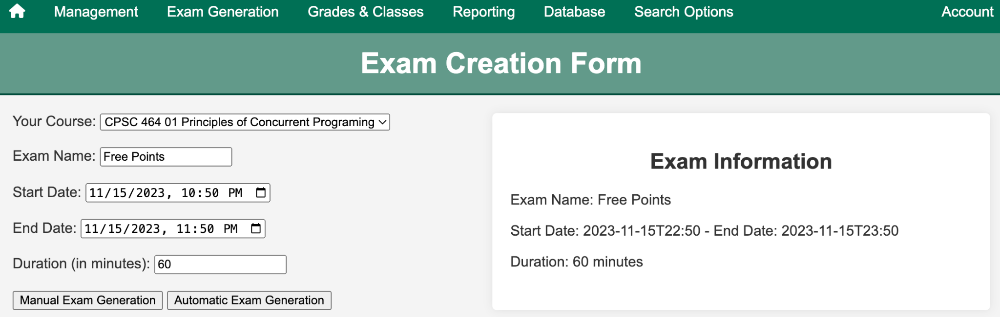 Management Exam Generation Grades & Classes Reporting Database Search Options Account
Exam Creation Form
Your Course: CPSC 464 01 Principles of Concurrent Programing
Exam Name: Free Points
Start Date: 11/15/2023, 10:50 PM
End Date: 11/15/2023, 11:50 PM
Duration (in minutes): 60
Manual Exam Generation Automatic Exam Generation
Exam Information
Exam Name: Free Points
Start Date: 2023-11-15T22:50 - End Date: 2023-11-15T23:50
Duration: 60 minutes